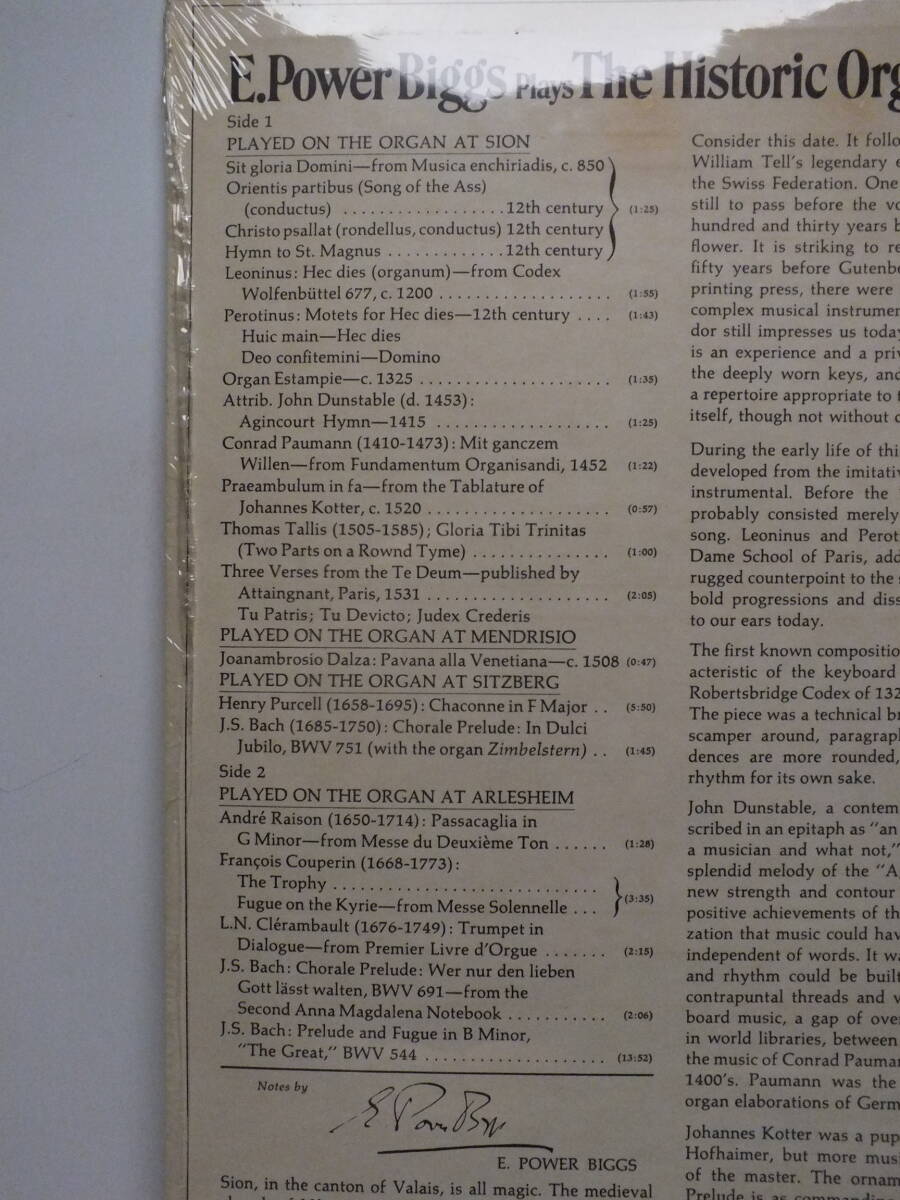 E.Power Biggs Plays The Historic Org
Side 1
PLAYED ON THE ORGAN AT SION
Sit gloria Domini—from Musica enchiriadis, c. 850
Orientis partibus (Song of the Ass)
(conductus) .................. 12th century (1:25)
Christo psallat (rondellus, conductus) 12th century
Hymn to St. Magnus ............. 12th century
Leoninus: Hec dies (organum)—from Codex
Wolfenbüttel 677, c. 1200 ................... (1:55)
Perotinus: Motets for Hec dies—12th century .... (1:43)
Huic main—Hec dies
Deo confitemini—Domino
Organ Estampie—c. 1325 ..................... (1:35)
Attrib. John Dunstable (d. 1453):
Agincourt Hymn—1415 ................... (1:25)
Conrad Paumann (1410-1473): Mit ganczem
Willen—from Fundamentum Organisandi, 1452 (1:22)
Praeambulum in fa—from the Tablature of
Johannes Kotter, c. 1520 .................... (0:57)
Thomas Tallis (1505-1585); Gloria Tibi Trinitas
(Two Parts on a Rownd Tyme) ............... (1:00)
Three Verses from the Te Deum—published by
Attaingnant, Paris, 1531 .................... (2:05)
Tu Patris; Tu Devicto; Judex Crederis
PLAYED ON THE ORGAN AT MENDRISIO
Joanambrosio Dalza: Pavana alla Venetiana—c. 1508 (0:47)
PLAYED ON THE ORGAN AT SITZBERG
Henry Purcell (1658-1695): Chaconne in F Major .. (5:50)
J.S. Bach (1685-1750): Chorale Prelude: In Dulci
Jubilo, BWV 751 (with the organ Zimbelstern) .. (1:45)
Side 2
PLAYED ON THE ORGAN AT ARLESHEIM
André Raison (1650-1714): Passacaglia in
G Minor—from Messe du Deuxième Ton ...... (1:28)
François Couperin (1668-1773):
The Trophy ............................. (3:35)
Fugue on the Kyrie—from Messe Solennelle ...
L.N. Clérambault (1676-1749): Trumpet in
Dialogue—from Premier Livre d'Orgue ....... (2:15)
J.S. Bach: Chorale Prelude: Wer nur den lieben
Gott lässt walten, BWV 691—from the
Second Anna Magdalena Notebook ........... (2:06)
J.S. Bach: Prelude and Fugue in B Minor,
"The Great," BWV 544 .................... (13:52)
Notes by
E Power Biggs
E. POWER BIGGS
Sion, in the canton of Valais, is all magic. The medieval
Consider this date. It follo
William Tell's legendary e
the Swiss Federation. One
still to pass before the vo
hundred and thirty years b
flower. It is striking to re
fifty years before Gutenbe
printing press, there were
complex musical instrumen
dor still impresses us today
is an experience and a priv
the deeply worn keys, and
a repertoire appropriate to t
itself, though not without c
During the early life of thi
developed from the imitativ
instrumental. Before the
probably consisted merely
song. Leoninus and Perot
Dame School of Paris, add
rugged counterpoint to the s
bold progressions and diss
to our ears today.
The first known compositio
acteristic of the keyboard
Robertsbridge Codex of 132
The piece was a technical br
scamper around, paragraph
dences are more rounded,
rhythm for its own sake.
John Dunstable, a contem
scribed in an epitaph as "an
a musician and what not,"
splendid melody of the "A
new strength and contour
positive achievements of th
zation that music could hav
independent of words. It wa
and rhythm could be built
contrapuntal threads and v
board music, a gap of over
in world libraries, between
the music of Conrad Pauman
1400's. Paumann was the
organ elaborations of Germ
Johannes Kotter was a pup
Hofhaimer, but more musi
of the master. The ornam
Prelude is as commanding